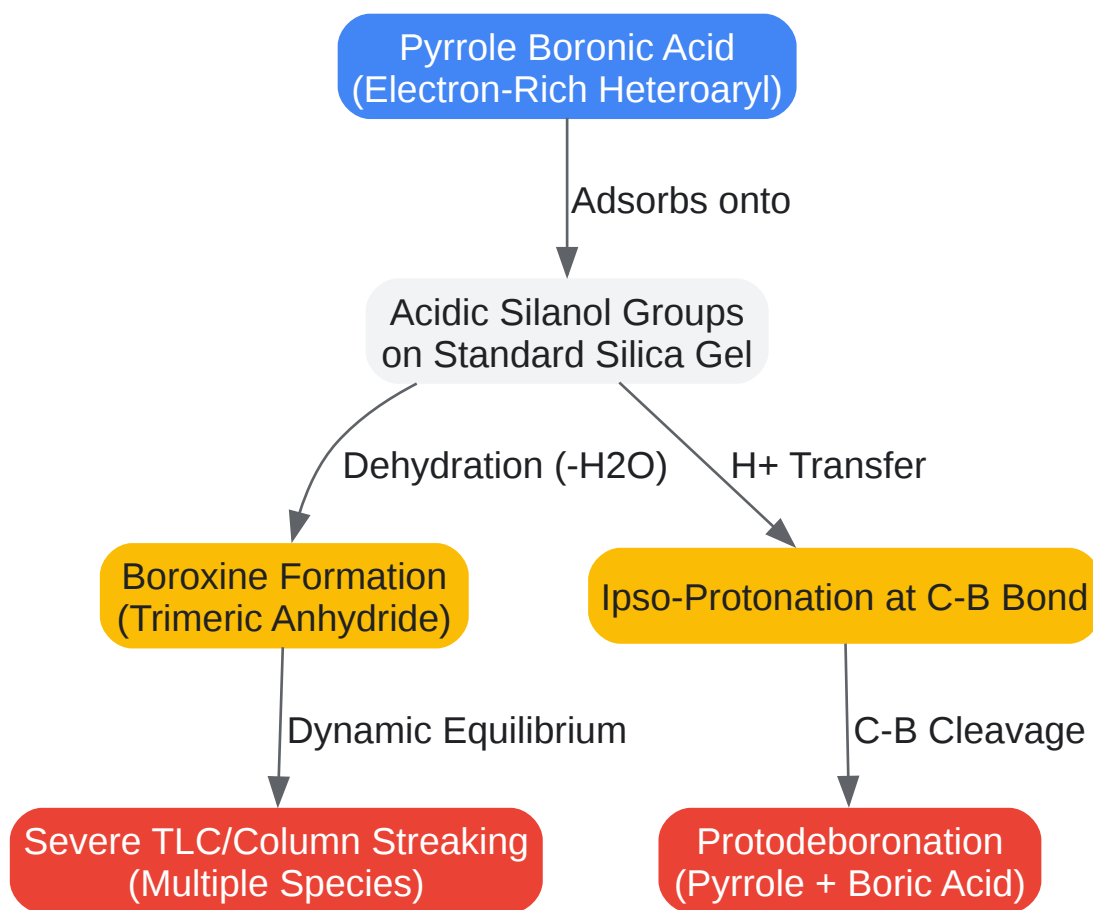 Pyrrole Boronic Acid
(Electron-Rich Heteroaryl)
Adsorbs onto
Acidic Silanol Groups
on Standard Silica Gel
Dehydration (-H2O)
H+ Transfer
Boroxine Formation
(Trimeric Anhydride)
Ipso-Protonation at C-B Bond
Dynamic Equilibrium
C-B Cleavage
Severe TLC/Column Streaking
(Multiple Species)
Protodeboronation
(Pyrrole + Boric Acid)